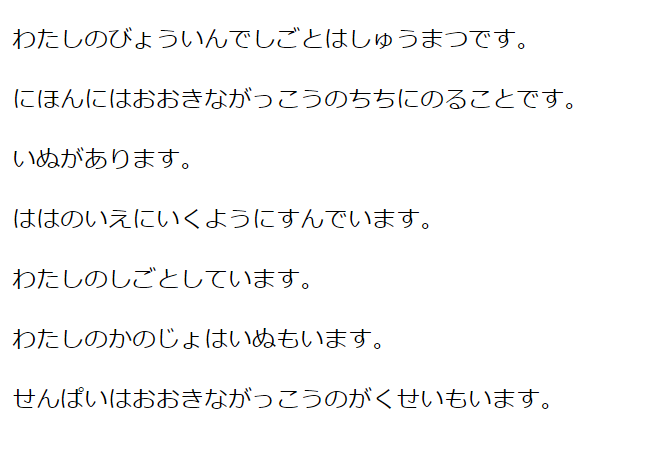 わたしのびょういんでしごとはしゅうまつです。
にほんにはおおきながっこうのちちにのることです。
いぬがあります。
ははのいえにいくようにすんでいます。
わたしのしごとしています。
わたしのかのじょはいぬもいます。
せんぱいはおおきながっこうのがくせいもいます。